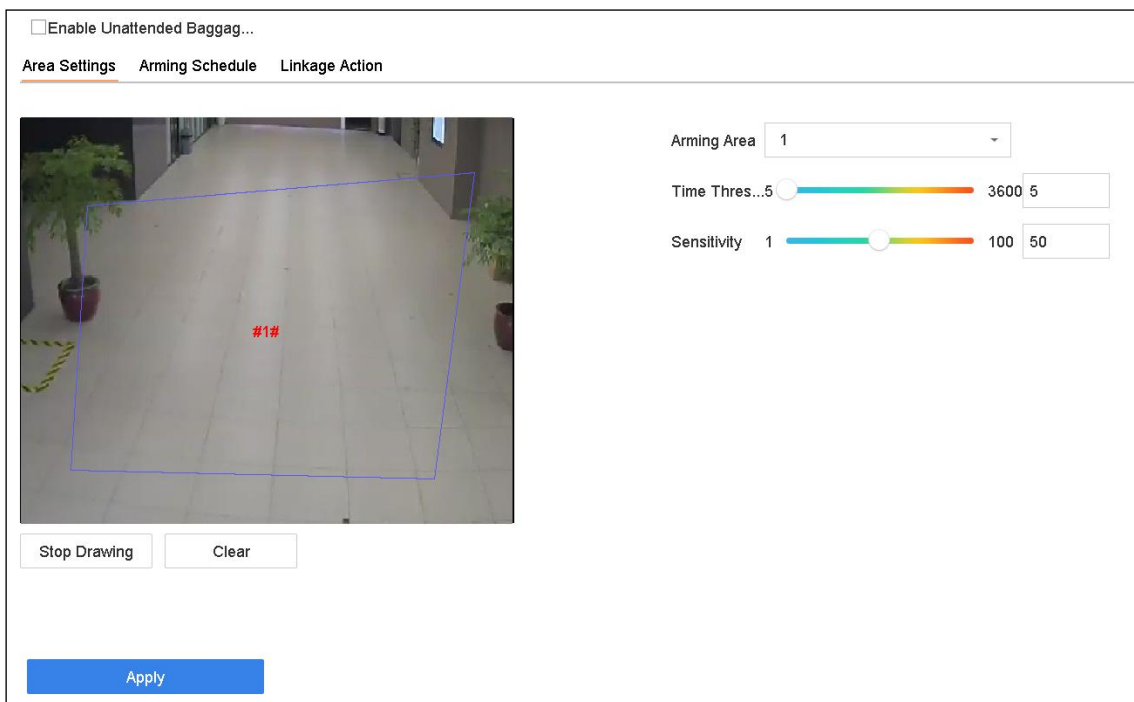 Enable Unattended Baggag...
Area Settings Arming Schedule Linkage Action
Arming Area 1
Time Thres...5 3600 5
Sensitivity 1 100 50
#1#
Stop Drawing Clear
Apply